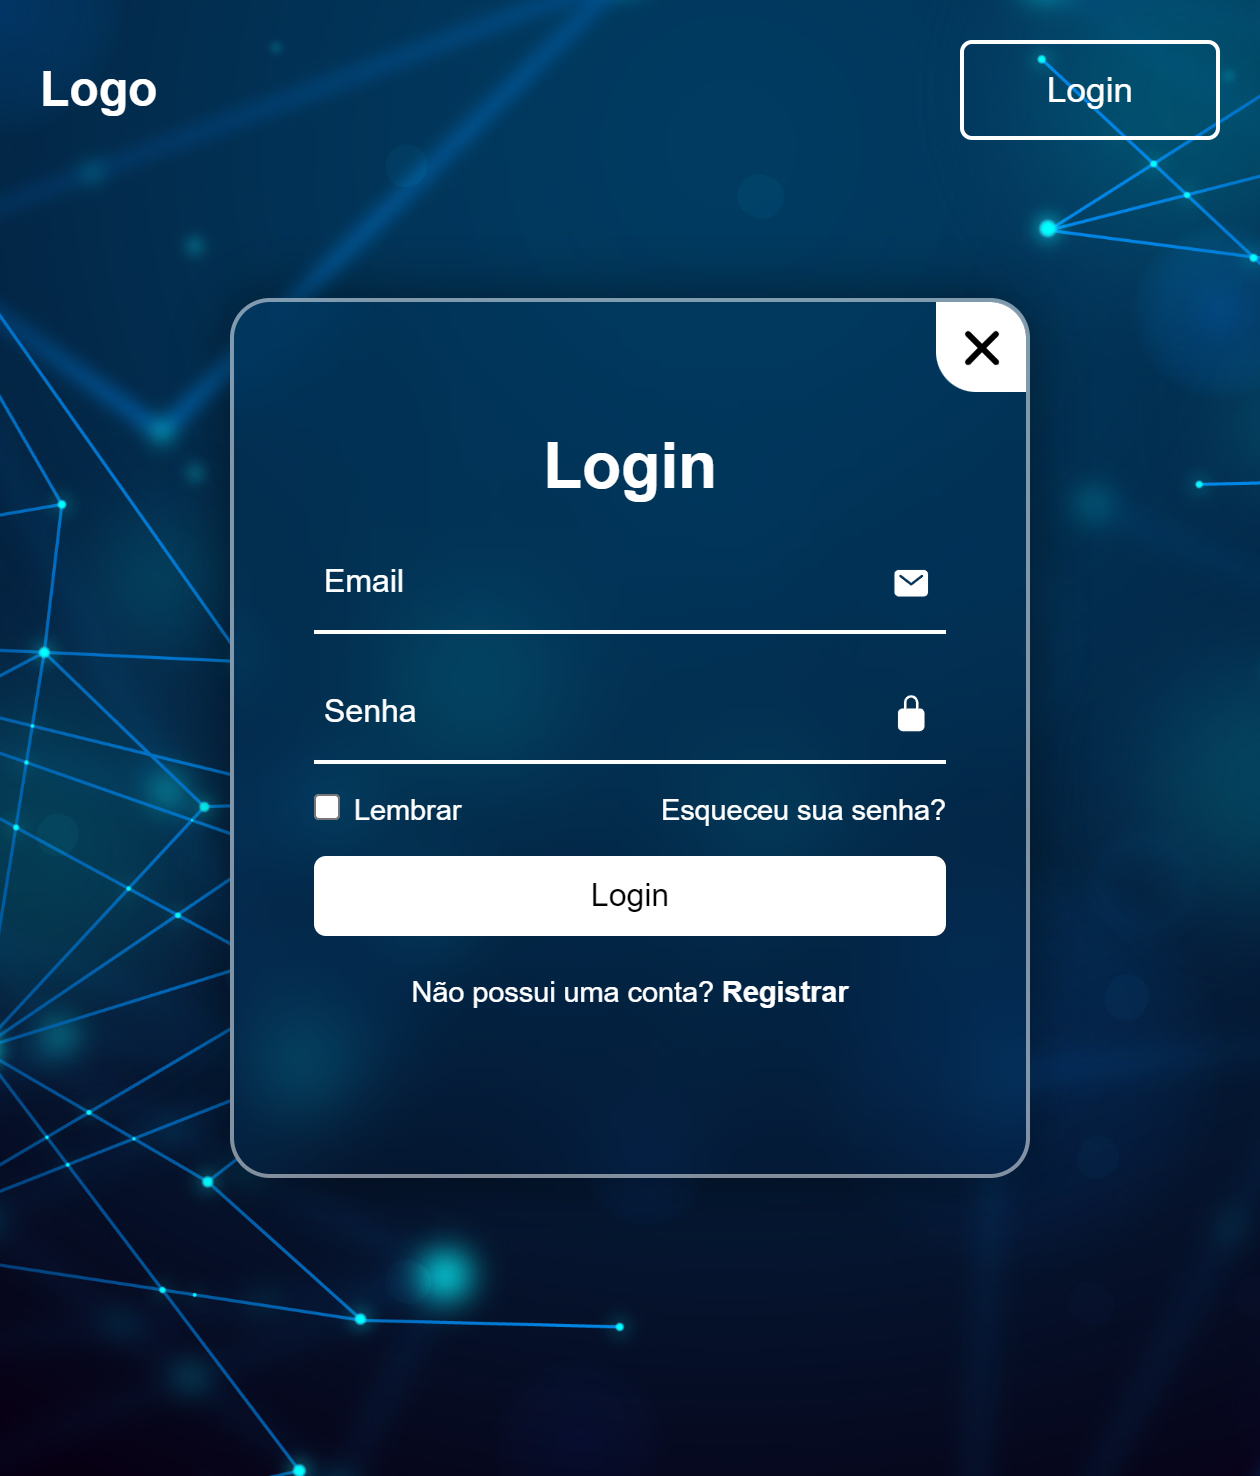 Logo
Login
Login
Email
Senha
Lembrar
Esqueceu sua senha?
Login
Não possui uma conta? Registrar